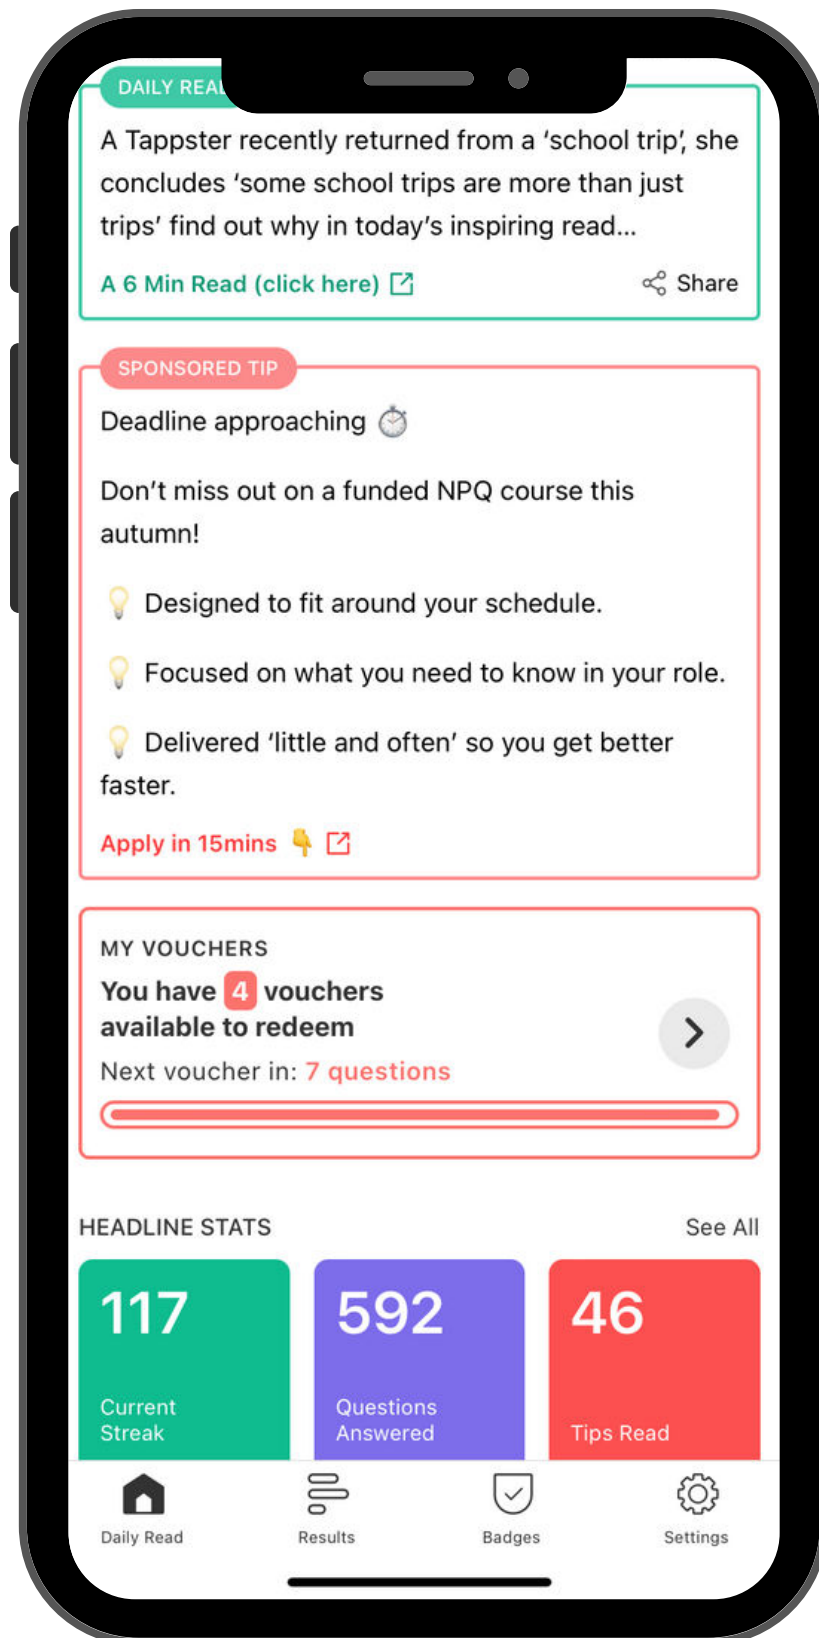 DAILY REA
A Tappster recently returned from a ‘school trip’, she
concludes ‘some school trips are more than just
trips’ find out why in today’s inspiring read...
A 6 Min Read (click here)
Share
SPONSORED TIP
Deadline approaching ⏱️
Don’t miss out on a funded NPQ course this
autumn!
💡 Designed to fit around your schedule.
💡 Focused on what you need to know in your role.
💡 Delivered ‘little and often’ so you get better
faster.
Apply in 15mins 👇
MY VOUCHERS
You have 4 vouchers
available to redeem
Next voucher in: 7 questions
HEADLINE STATS
See All
117
Current
Streak
592
Questions
Answered
46
Tips Read
Daily Read
Results
Badges
Settings